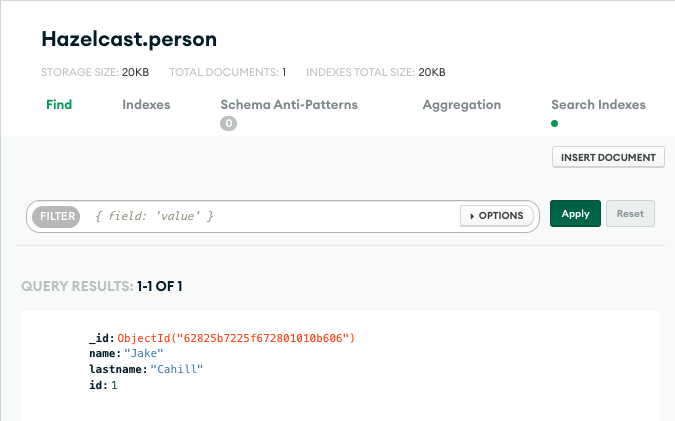 Hazelcast.person
STORAGE SIZE: 20KB TOTAL DOCUMENTS: 1 INDEXES TOTAL SIZE: 20KB
Find Indexes Schema Anti-Patterns Aggregation Search Indexes
0
INSERT DOCUMENT
FILTER { field: 'value' } OPTIONS Apply Reset
QUERY RESULTS: 1-1 OF 1
_id: ObjectId("62825b7225f672801010b606")
name: "Jake"
lastname: "Cahill"
id: 1